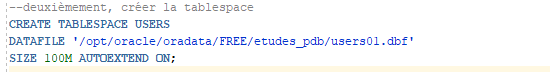 --deuxièmement, créer la tablespace
CREATE TABLESPACE USERS
DATAFILE '/opt/oracle/oradata/FREE/etudes_pdb/users01.dbf'
SIZE 100M AUTOEXTEND ON;